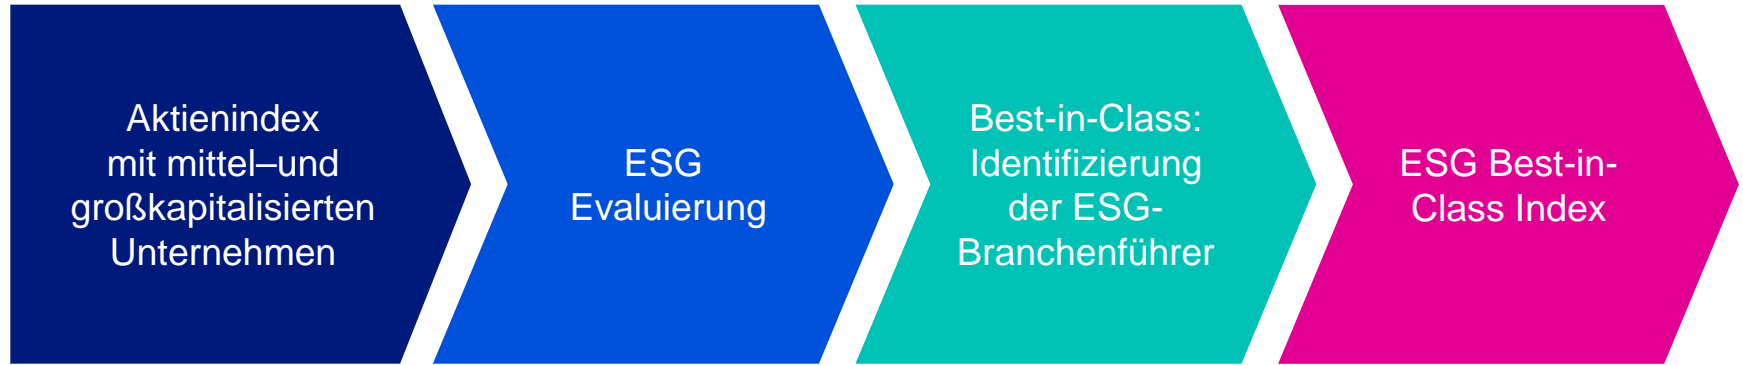 Aktienindex
mit mittel–und
großkapitalisierten
Unternehmen
ESG
Evaluierung
Best-in-Class:
Identifizierung
der ESG-
Branchenführer
ESG Best-in-
Class Index